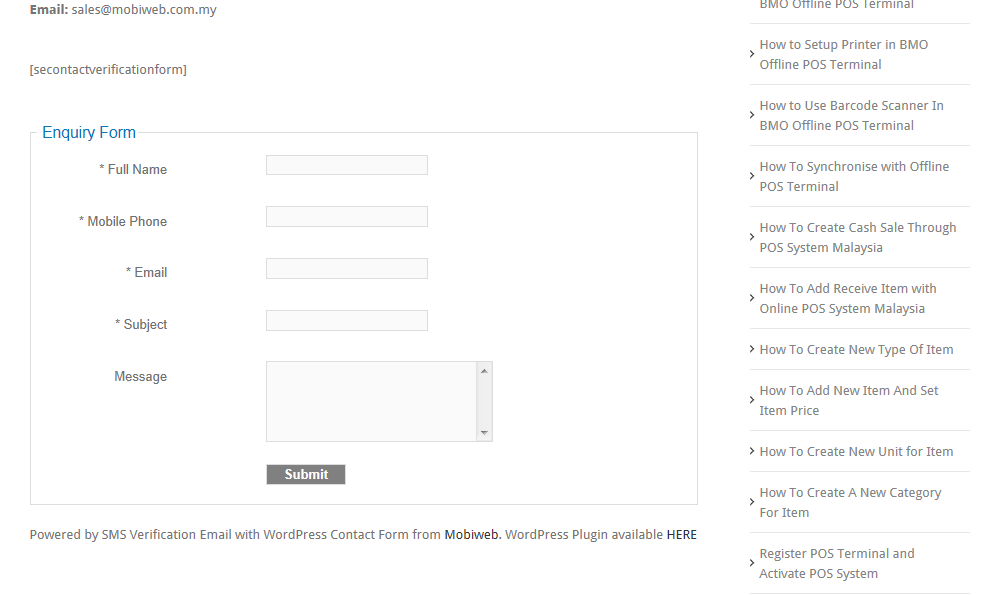 Email: sales@mobiweb.com.my
[secontactverificationform]
Enquiry Form
* Full Name
* Mobile Phone
* Email
* Subject
Message
Submit
Powered by SMS Verification Email with WordPress Contact Form from Mobiweb. WordPress Plugin available HERE
BMO Offline POS Terminal
How to Setup Printer in BMO
Offline POS Terminal
How to Use Barcode Scanner In
BMO Offline POS Terminal
How To Synchronise with Offline
POS Terminal
How To Create Cash Sale Through
POS System Malaysia
How To Add Receive Item with
Online POS System Malaysia
How To Create New Type Of Item
How To Add New Item And Set
Item Price
How To Create New Unit for Item
How To Create A New Category
For Item
Register POS Terminal and
Activate POS System